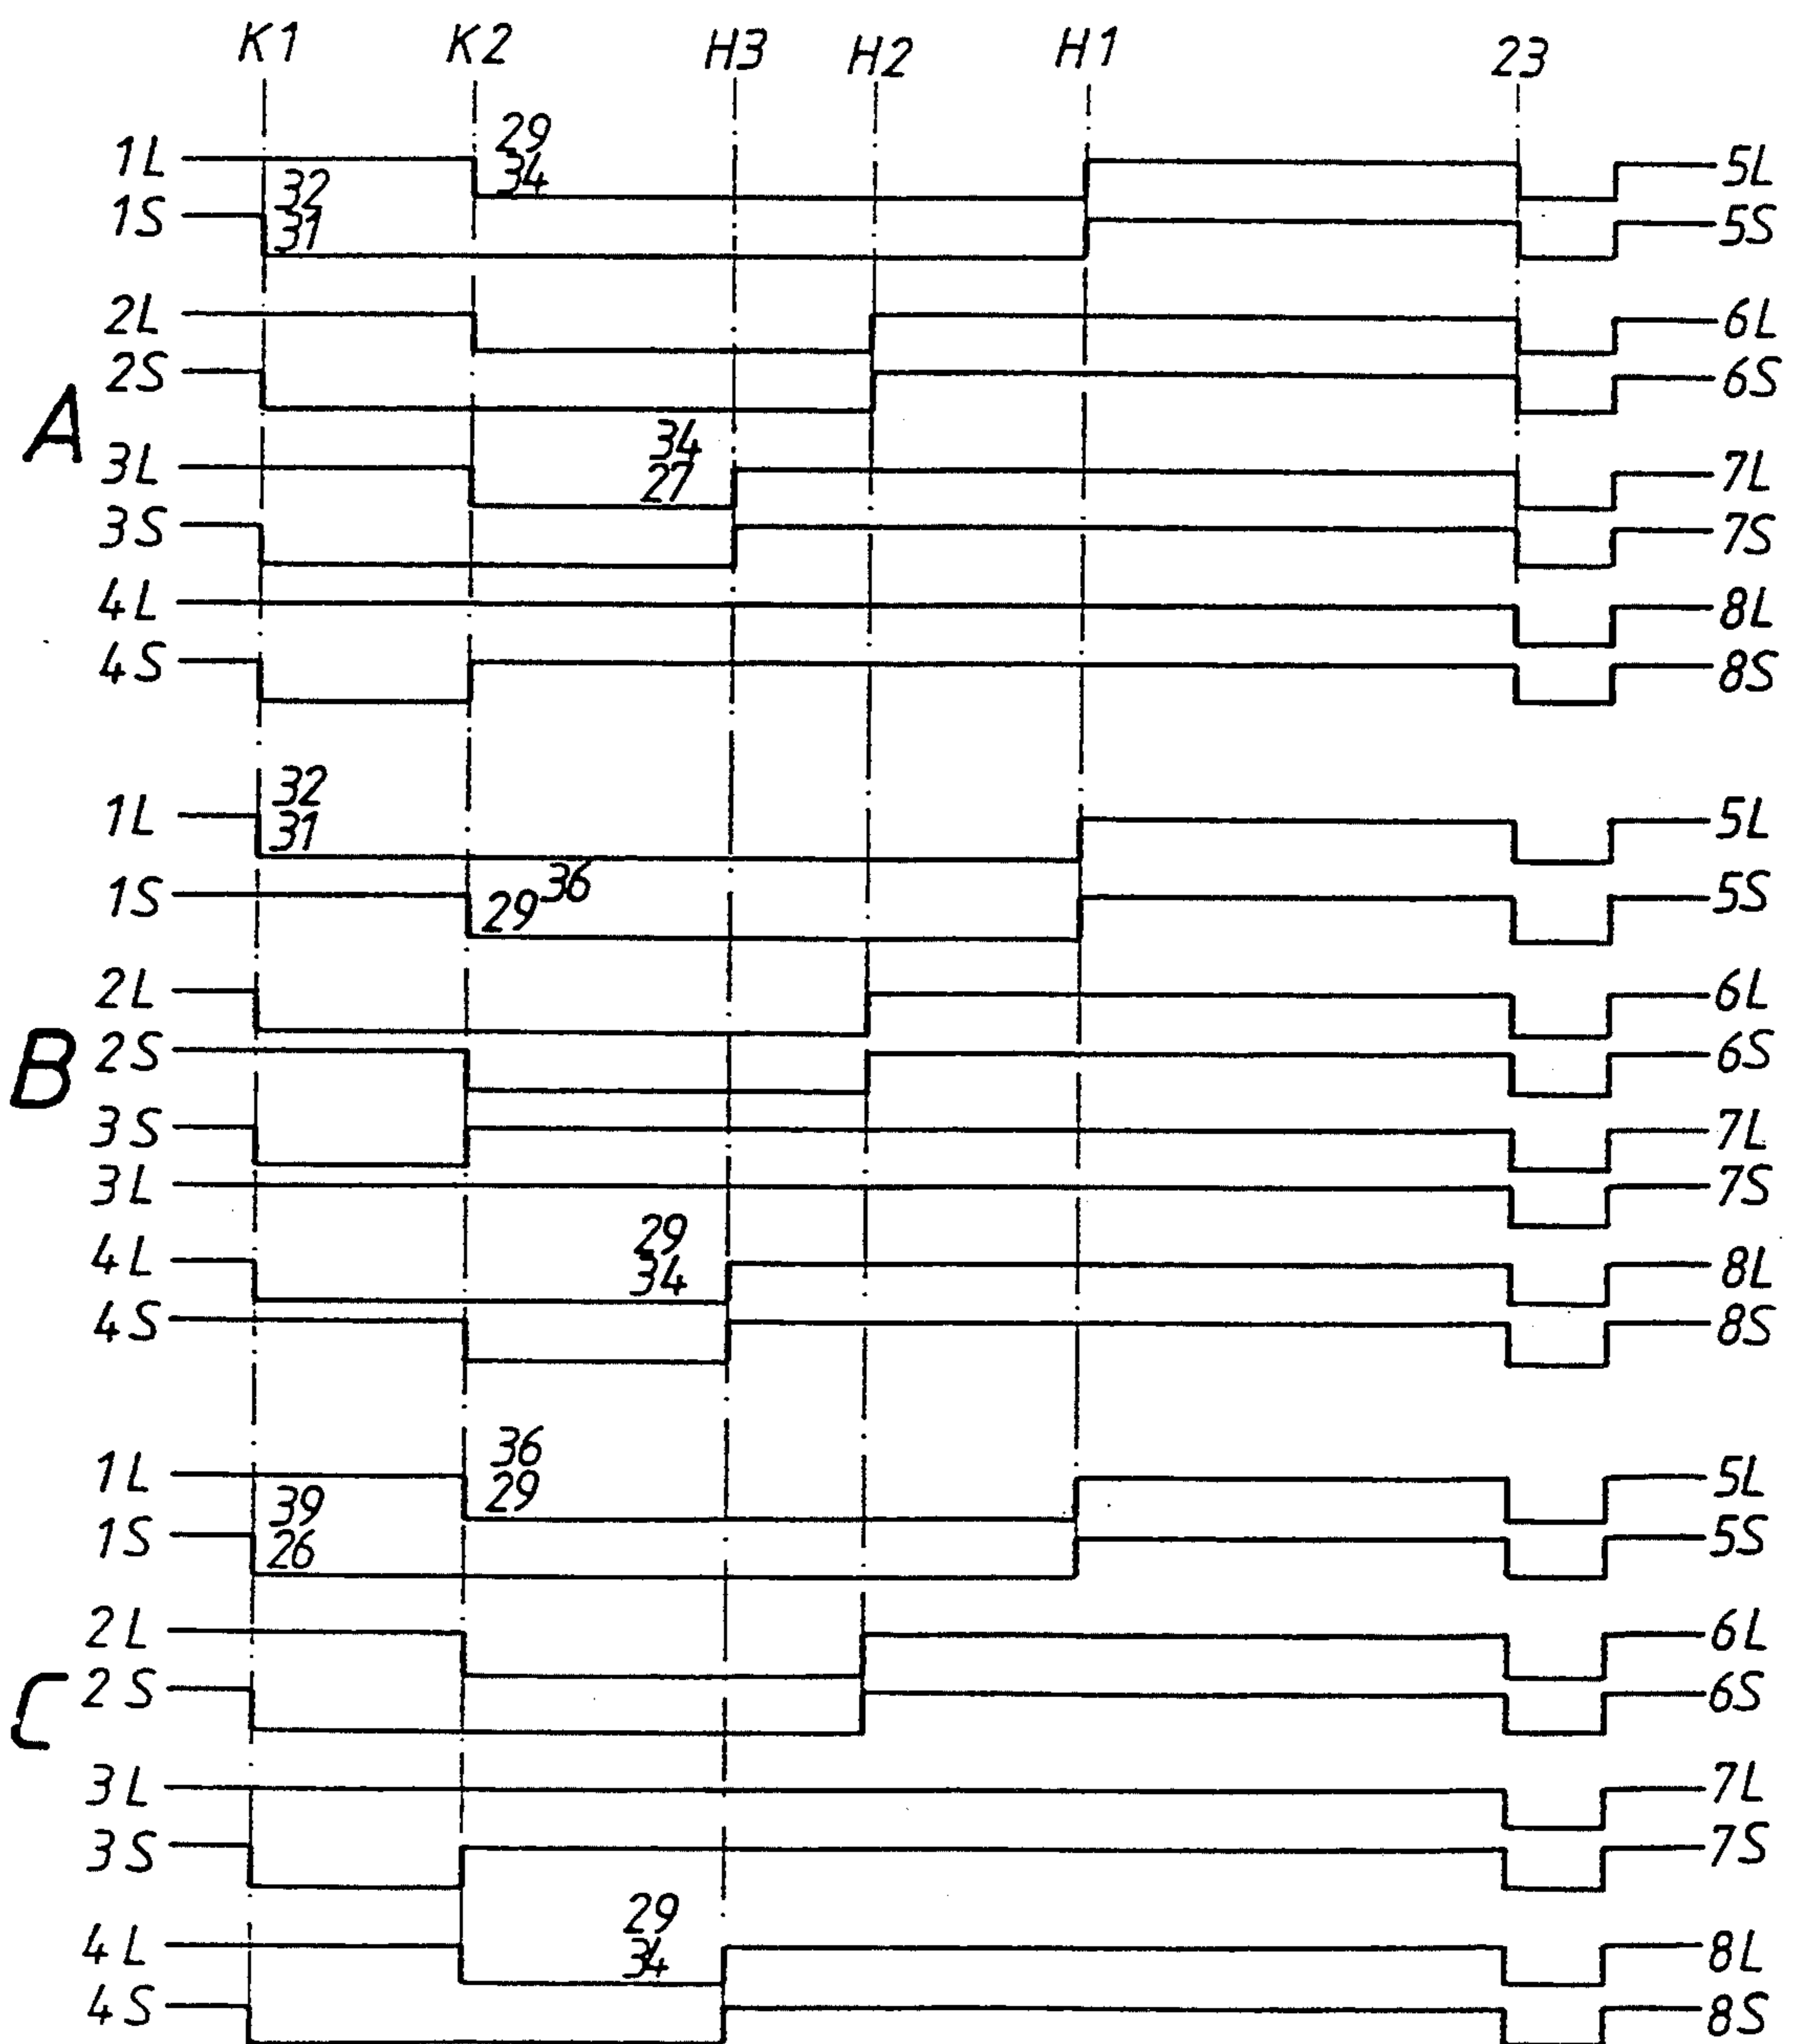 K1 K2 H3 H2 H1 23
29
1L 34 5L
32
1S 31 5S
2L 6L
2S 6S
A
34
3L 27 7L
3S 7S
4L 8L
4S 8S
32
1L 31 5L
36
1S 29 5S
2L 6L
B 2S 6S
3S 7L
3L 7S
29
4L 34 8L
4S 8S
36
1L 29 5L
39
1S 26 5S
2L 6L
C 2S 6S
3L 7L
3S 7S
29
4L 34 8L
4S 8S